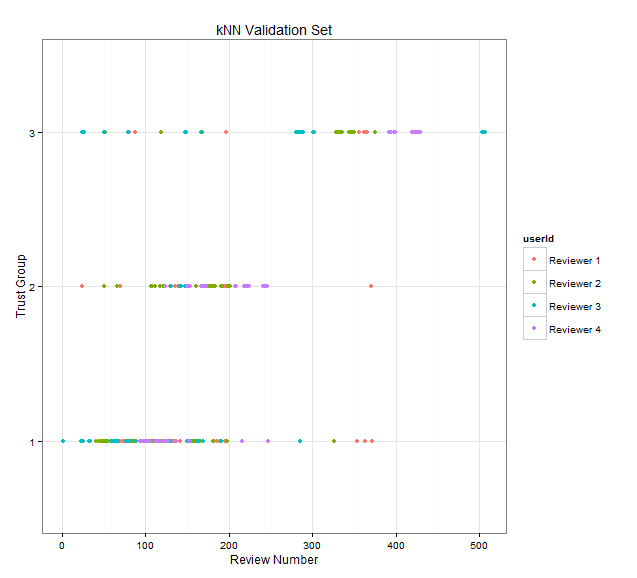 kNN Validation Set
Trust Group
3
2
1
0 100 200 300 400 500
Review Number
userId
Reviewer 1
Reviewer 2
Reviewer 3
Reviewer 4